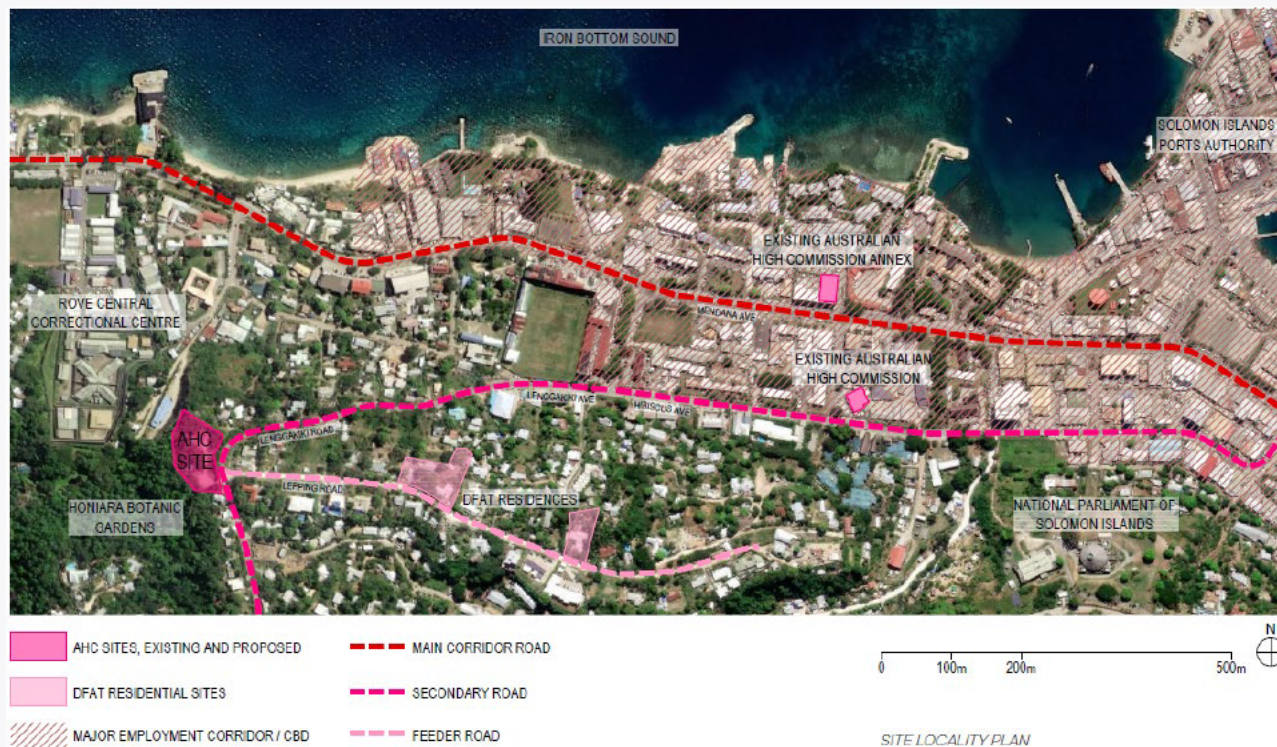 IRON BOTTOM SOUND
SOLOMON ISLANDS
PORTS AUTHORITY
EXISTING AUSTRALIAN
HIGH COMMISSION ANNEX
ROVE CENTRAL
CORRECTIONAL CENTRE
MENDANA AVE
EXISTING AUSTRALIAN
HIGH COMMISSION
LENGGAKIKI AVE
HIBISCUS AVE
AHC
SITE
LENGGAKIKI ROAD
LEPPING ROAD
DFAT RESIDENCES
HONIARA BOTANIC
GARDENS
NATIONAL PARLIAMENT OF
SOLOMON ISLANDS
AHC SITES, EXISTING AND PROPOSED
MAIN CORRIDOR ROAD
N
0 100m 200m 500m
DFAT RESIDENTIAL SITES
SECONDARY ROAD
MAJOR EMPLOYMENT CORRIDOR / CBD
FEEDER ROAD
SITE LOCALITY PLAN